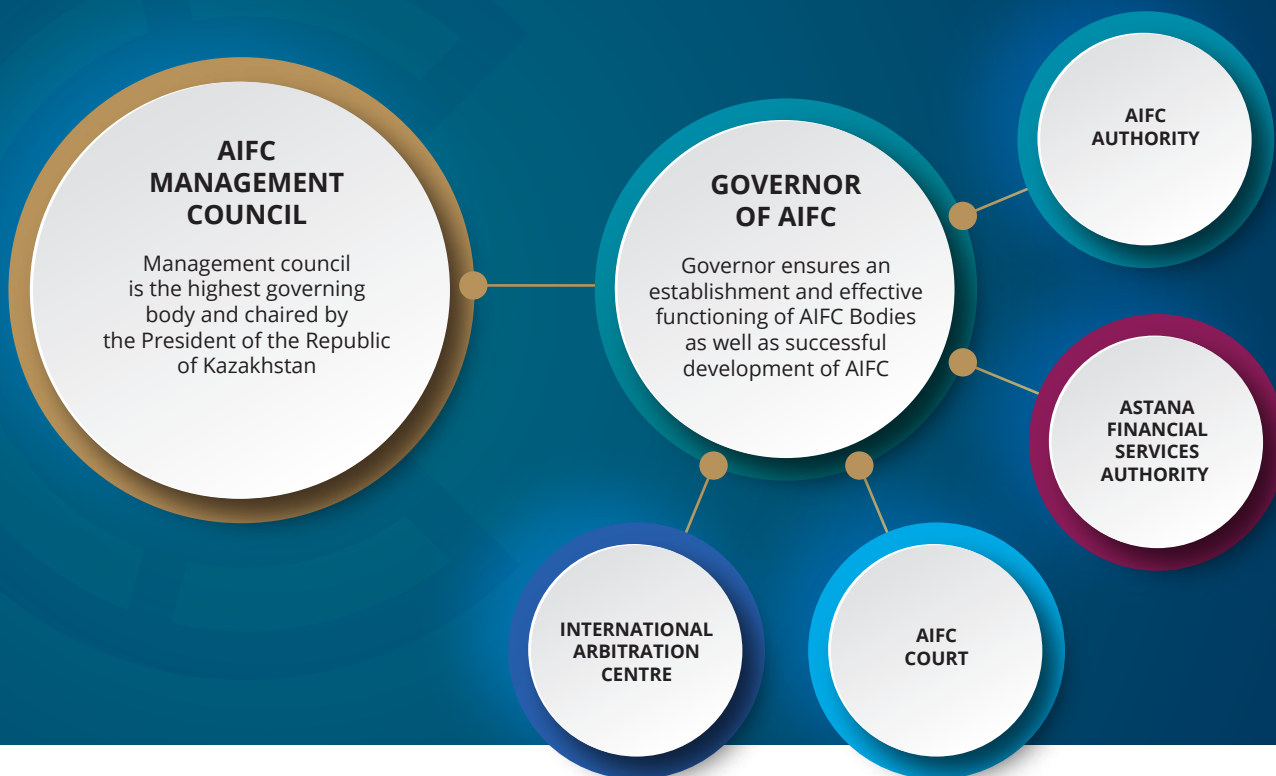 AIFC
MANAGEMENT
COUNCIL
Management council
is the highest governing
body and chaired by
the President of the Republic
of Kazakhstan
GOVERNOR
OF AIFC
Governor ensures an
establishment and effective
functioning of AIFC Bodies
as well as successful
development of AIFC
AIFC
AUTHORITY
ASTANA
FINANCIAL
SERVICES
AUTHORITY
INTERNATIONAL
ARBITRATION
CENTRE
AIFC
COURT